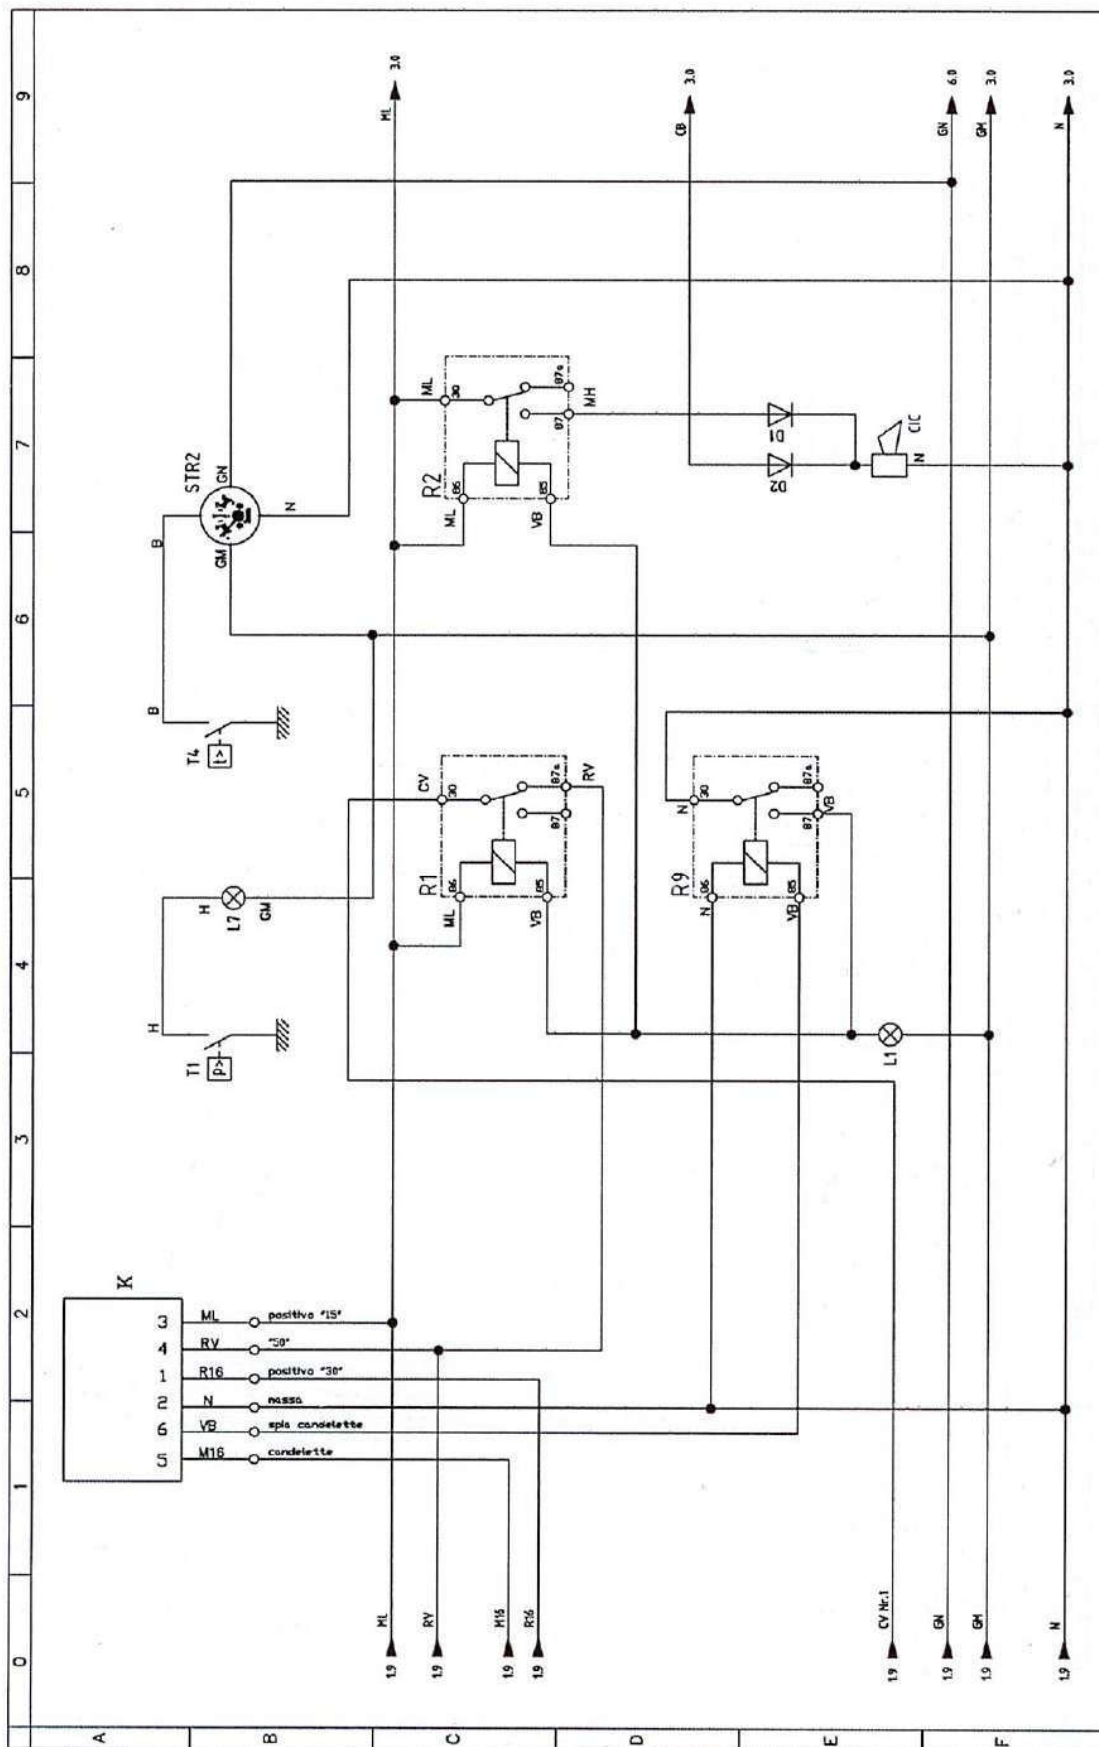 0 1 2 3 4 5 6 7 8 9
A
B
C
D
E
F
K
3 ML positivo "15"
4 RV "50"
1 R16 positivo "30"
2 N massa
6 VB spia candelette
5 M16 candelette
T1
p>
H
H
L7
GM
T4
t>
B
B
STR2
GM
GN
N
1.9 ML
ML 3.0
1.9 RV
1.9 M16
1.9 R16
R1
ML
86
VB
85
CV
30
87
87a
RV
R2
ML
86
VB
85
ML
30
87
87a
MH
R9
N
86
VB
85
N
30
87
87a
VB
L1
D2
D1
CIC
N
CB 3.0
1.9 CV Nr.1
1.9 GN
GN 6.0
1.9 GM
GM 3.0
1.9 N
N 3.0